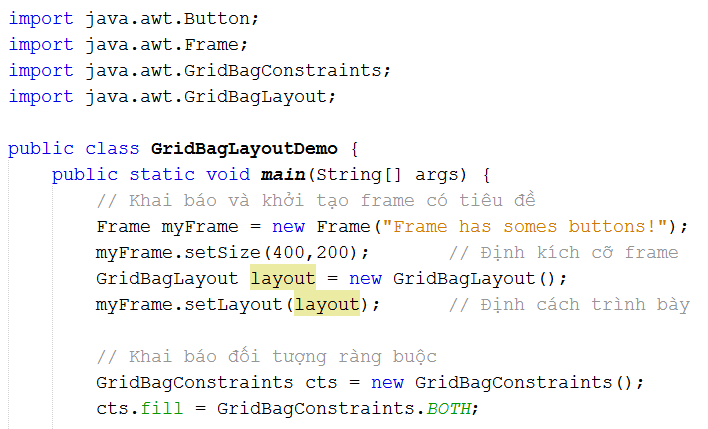 import java.awt.Button;
import java.awt.Frame;
import java.awt.GridBagConstraints;
import java.awt.GridBagLayout;
public class GridBagLayoutDemo {
public static void main(String[] args) {
// Khai báo và khởi tạo frame có tiêu đề
Frame myFrame = new Frame("Frame has somes buttons!");
myFrame.setSize(400,200); // Định kích cỡ frame
GridBagLayout layout = new GridBagLayout();
myFrame.setLayout(layout); // Định cách trình bày
// Khai báo đối tượng ràng buộc
GridBagConstraints cts = new GridBagConstraints();
cts.fill = GridBagConstraints.BOTH;